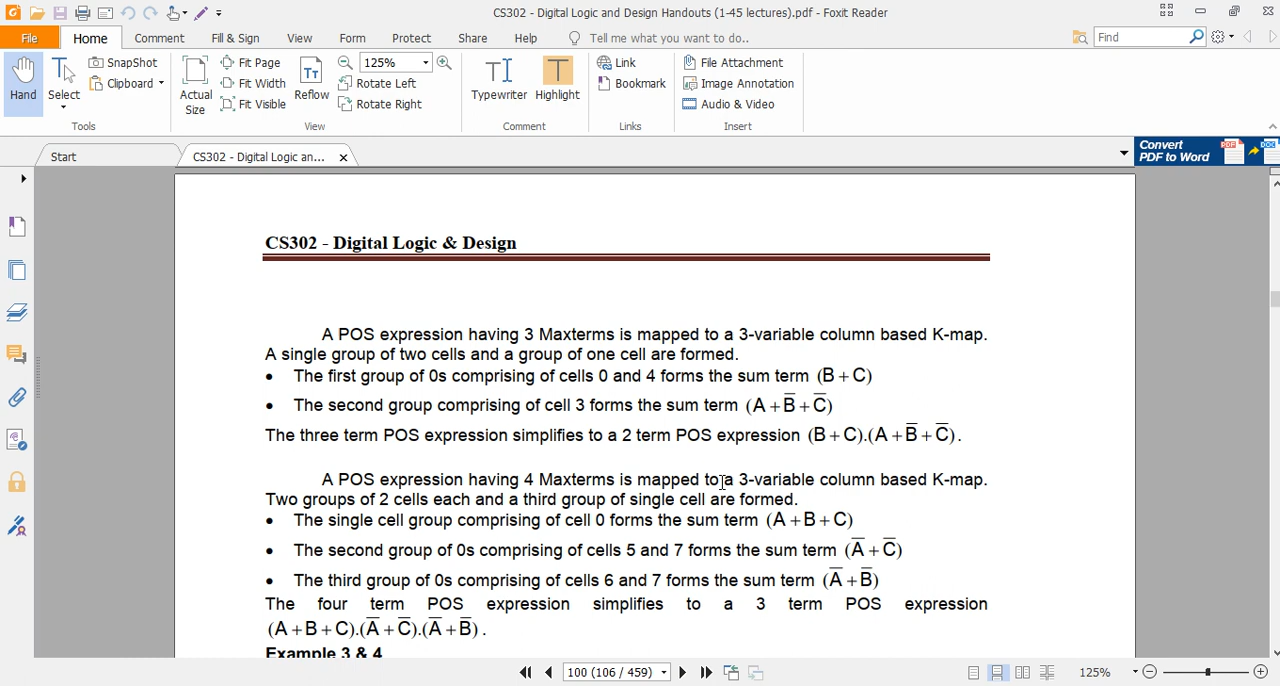 CS302 - Digital Logic and Design Handouts (1-45 lectures).pdf - Foxit Reader
File Home Comment Fill & Sign View Form Protect Share Help Tell me what you want to do.. Find
Hand Select SnapShot Clipboard
Tools
Actual Size Fit Page Fit Width Fit Visible Reflow 125% Rotate Left Rotate Right
View
Typewriter Highlight
Comment
Link Bookmark
Links
File Attachment Image Annotation Audio & Video
Insert
Start CS302 - Digital Logic an...
Convert PDF to Word PDF DOC
CS302 - Digital Logic & Design
A POS expression having 3 Maxterms is mapped to a 3-variable column based K-map.
A single group of two cells and a group of one cell are formed.
• The first group of 0s comprising of cells 0 and 4 forms the sum term (B + C)
• The second group comprising of cell 3 forms the sum term (A + B̅ + C̅)
The three term POS expression simplifies to a 2 term POS expression (B + C).(A + B̅ + C̅).
A POS expression having 4 Maxterms is mapped to a 3-variable column based K-map.
Two groups of 2 cells each and a third group of single cell are formed.
• The single cell group comprising of cell 0 forms the sum term (A + B + C)
• The second group of 0s comprising of cells 5 and 7 forms the sum term (A̅ + C̅)
• The third group of 0s comprising of cells 6 and 7 forms the sum term (A̅ + B̅)
The four term POS expression simplifies to a 3 term POS expression
(A + B + C).(A̅ + C̅).(A̅ + B̅).
Example 3 & 4
100 (106 / 459) 125%